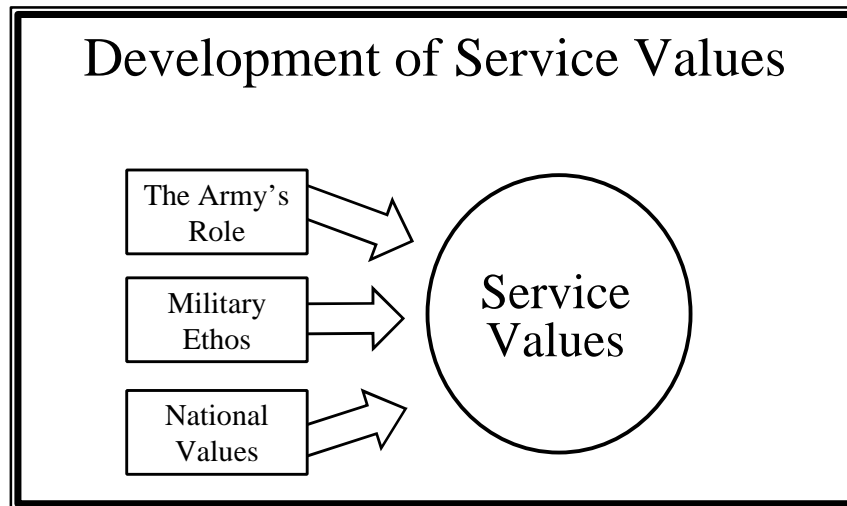 Development of Service Values
The Army’s
Role
Military
Ethos
National
Values
Service
Values